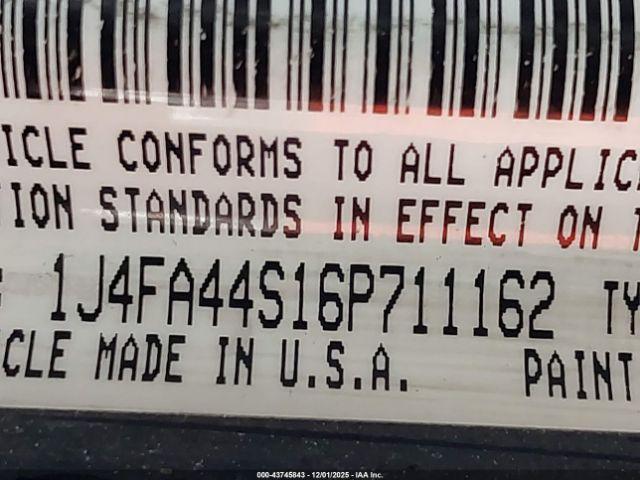 ICLE CONFORMS TO ALL APPLIC
TION STANDARDS IN EFFECT ON T
: 1J4FA44S16P711162 TY
CLE MADE IN U.S.A. PAINT
000-43745843 - 12/01/2025 - IAA Inc.